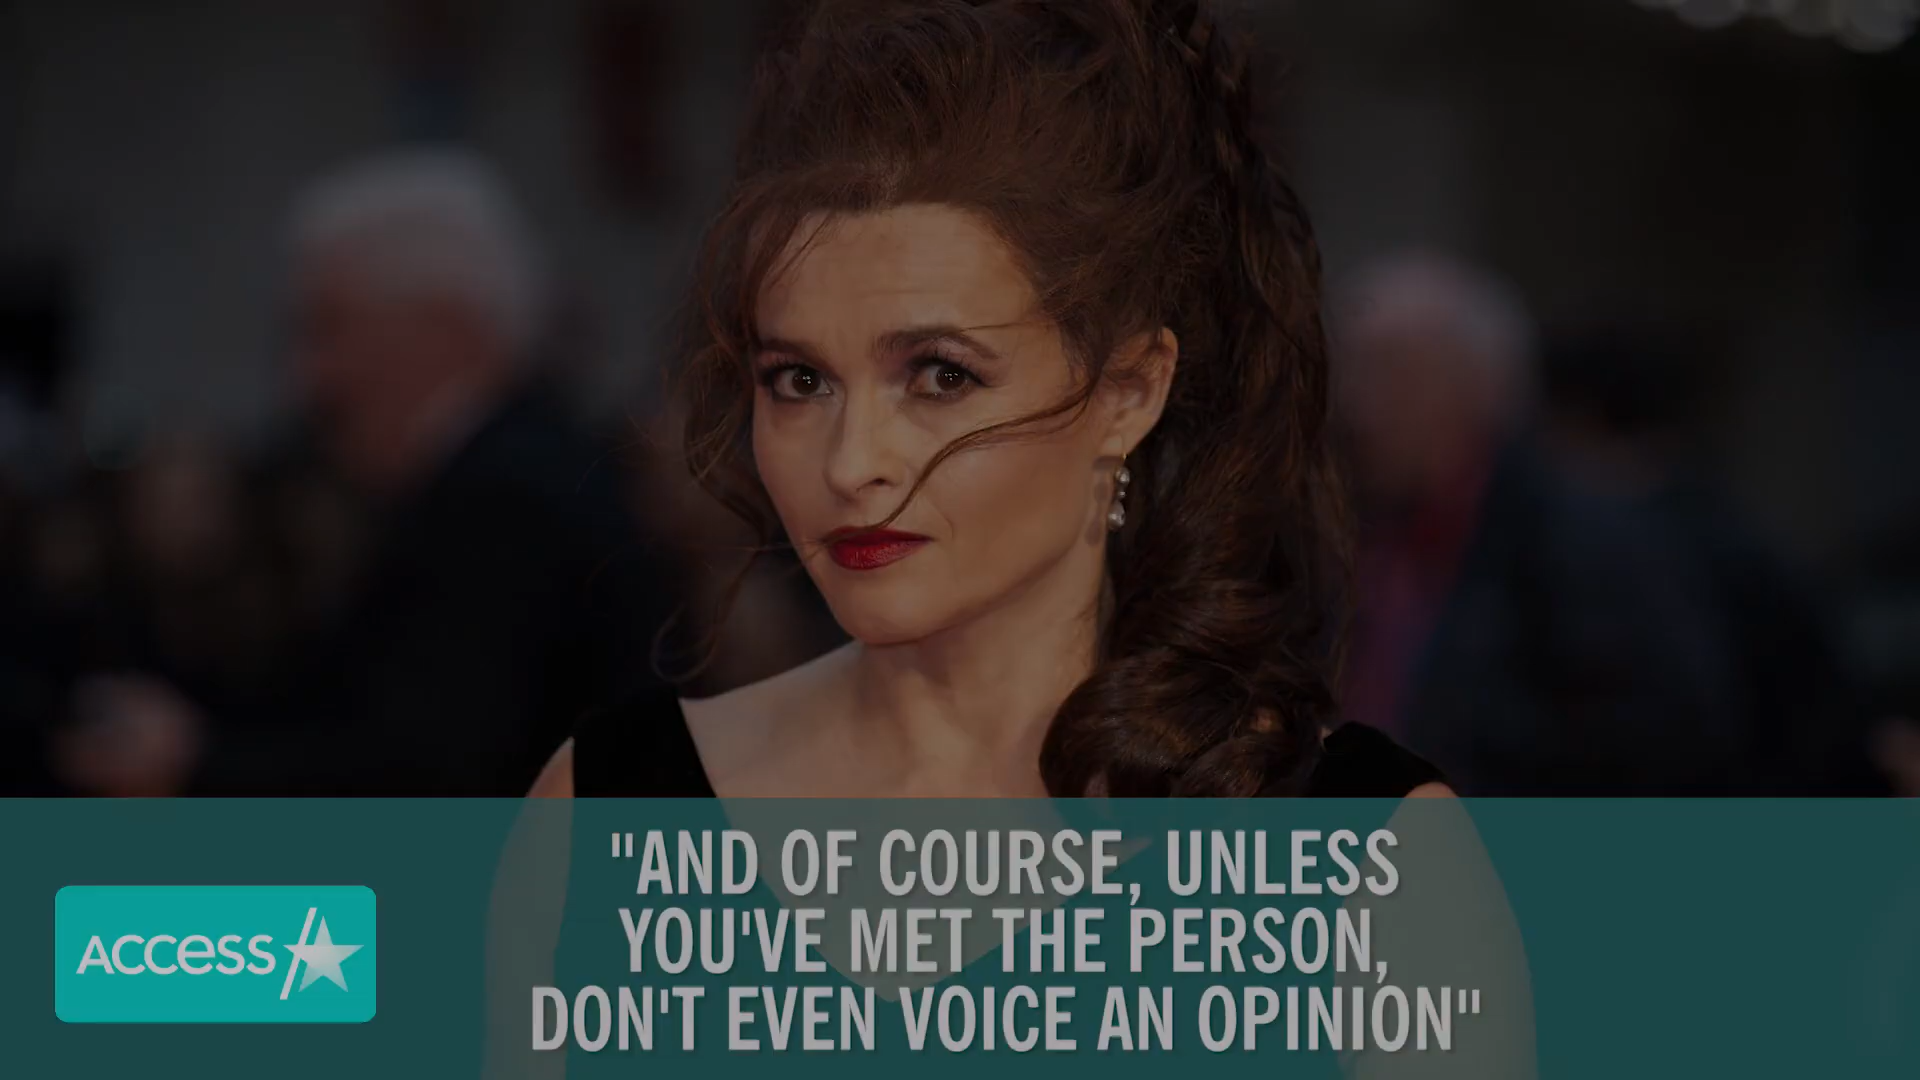 "AND OF COURSE, UNLESS
YOU'VE MET THE PERSON,
DON'T EVEN VOICE AN OPINION"
ACCESS